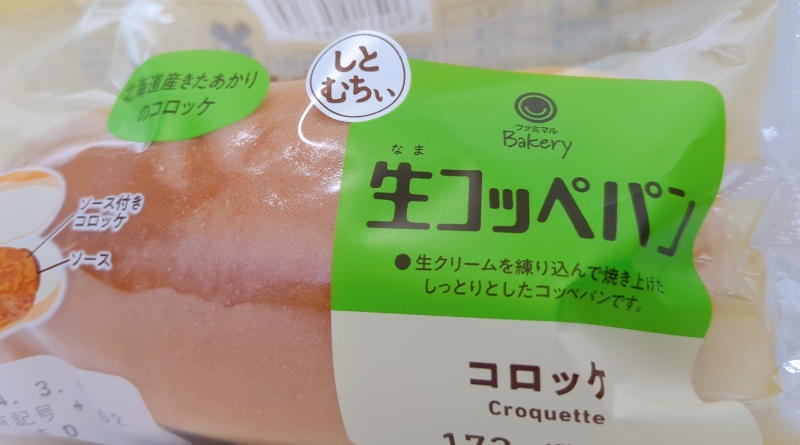 しと
むちぃ
北海道産きたあかり
のコロッケ
ファミマル
Bakery
なま
生コッペパン
●生クリームを練り込んで焼き上げた
しっとりとしたコッペパンです。
ソース付き
コロッケ
ソース
コロッケ
Croquette